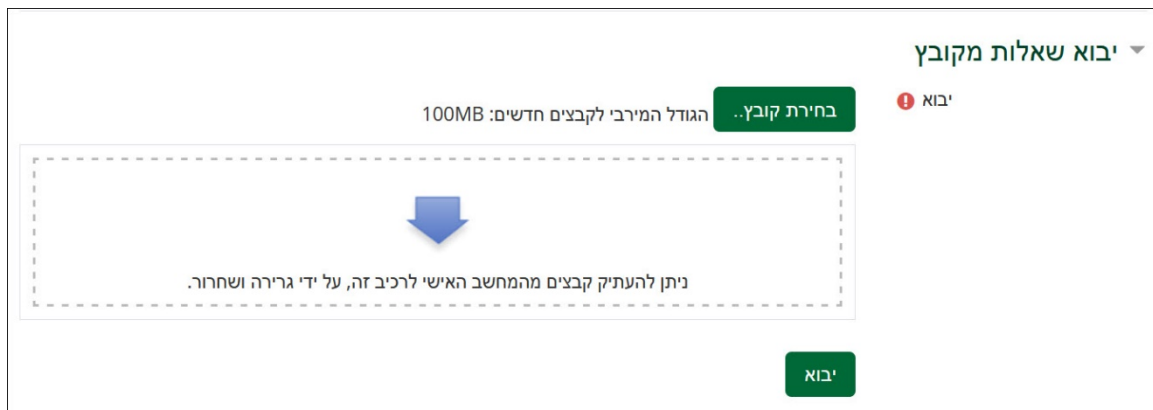 יבוא שאלות מקובץ
יבוא
בחירת קובץ.. הגודל המירבי לקבצים חדשים: 100MB
ניתן להעתיק קבצים מהמחשב האישי לרכיב זה, על ידי גרירה ושחרור.
יבוא